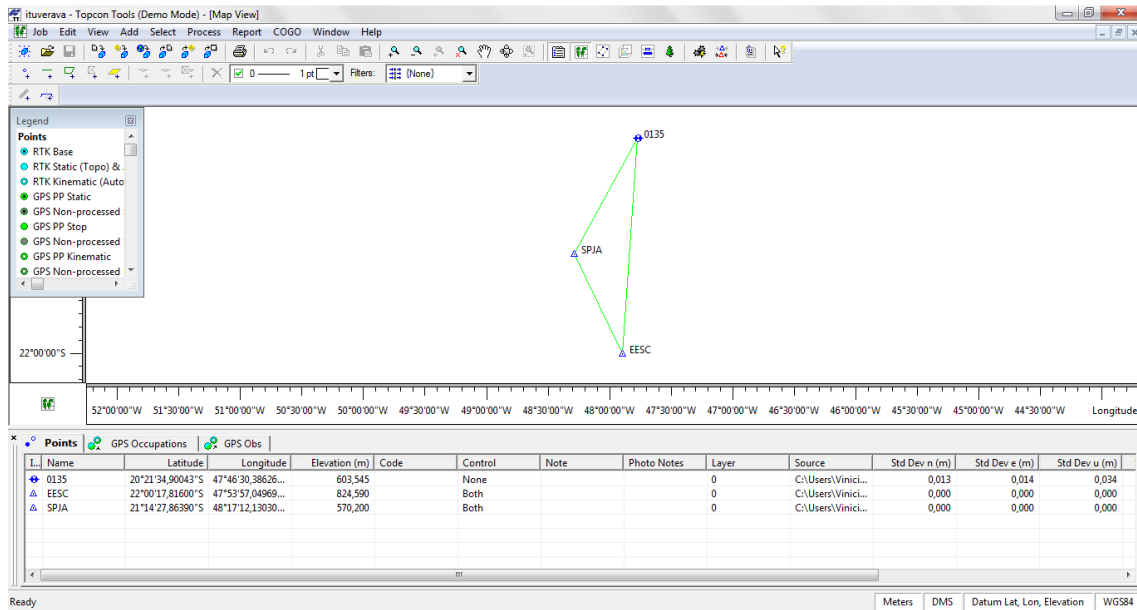 ituverava - Topcon Tools (Demo Mode) - [Map View]
Job Edit View Add Select Process Report COGO Window Help
0 1 pt Filters: {None}
Legend
Points
RTK Base
RTK Static (Topo) &
RTK Kinematic (Auto
GPS PP Static
GPS Non-processed
GPS PP Stop
GPS Non-processed
GPS PP Kinematic
GPS Non-processed
0135
SPJA
EESC
22°00'00"S
52°00'00"W 51°30'00"W 51°00'00"W 50°30'00"W 50°00'00"W 49°30'00"W 49°00'00"W 48°30'00"W 48°00'00"W 47°30'00"W 47°00'00"W 46°30'00"W 46°00'00"W 45°30'00"W 45°00'00"W 44°30'00"W Longitude
Points GPS Occupations GPS Obs
I... Name Latitude Longitude Elevation (m) Code Control Note Photo Notes Layer Source Std Dev n (m) Std Dev e (m) Std Dev u (m)
0135 20°21'34,90043"S 47°46'30,38626... 603,545 None 0 C:\Users\Vinici... 0,013 0,014 0,034
EESC 22°00'17,81600"S 47°53'57,04969... 824,590 Both 0 C:\Users\Vinici... 0,000 0,000 0,000
SPJA 21°14'27,86390"S 48°17'12,13030... 570,200 Both 0 C:\Users\Vinici... 0,000 0,000 0,000
Ready Meters DMS Datum Lat, Lon, Elevation WGS84